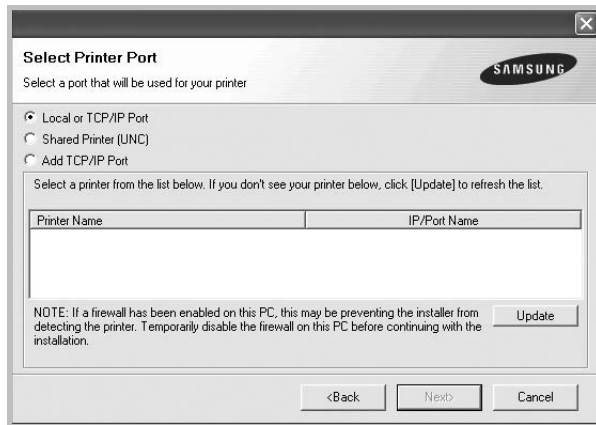 Select Printer Port
Select a port that will be used for your printer
SAMSUNG
Local or TCP/IP Port
Shared Printer (UNC)
Add TCP/IP Port
Select a printer from the list below. If you don't see your printer below, click [Update] to refresh the list.
Printer Name IP/Port Name
NOTE: If a firewall has been enabled on this PC, this may be preventing the installer from
detecting the printer. Temporarily disable the firewall on this PC before continuing with the
installation.
Update
<Back Next> Cancel